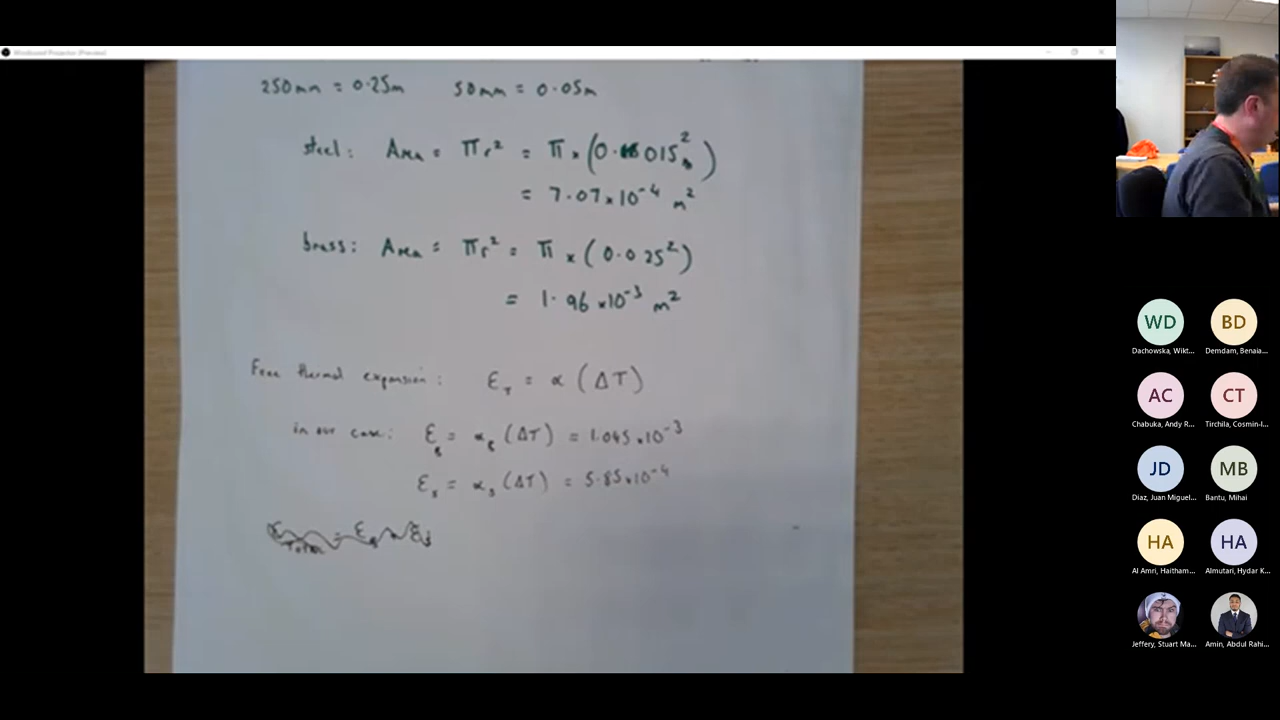 Windowed Projector (Preview)
250mm = 0.25m 50mm = 0.05m
steel: Area = πr² = π × (0.015²)
= 7.07×10⁻⁴ m²
brass: Area = πr² = π × (0.025²)
= 1.96×10⁻³ m²
Free thermal expansion: ε_T = α (ΔT)
in our case: ε_B = α_B (ΔT) = 1.045×10⁻³
ε_s = α_s (ΔT) = 5.85×10⁻⁴
WD BD
Dachowska, Wikt... Demdam, Benaia...
AC CT
Chabuka, Andy R... Tirchila, Cosmin-I...
JD MB
Diaz, Juan Miguel... Bantu, Mihai
HA HA
Al Amri, Haitham... Almutari, Hydar K...
Jeffery, Stuart Ma... Amin, Abdul Rahi...